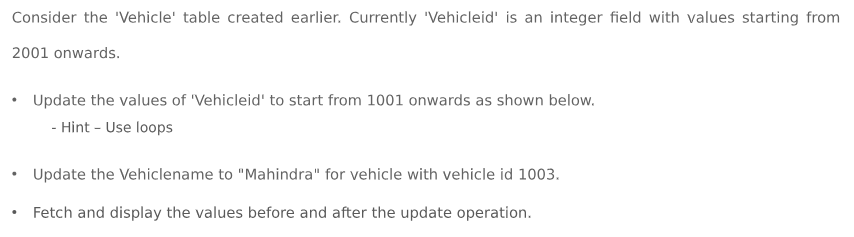 Consider the 'Vehicle' table created earlier. Currently 'Vehicleid' is an integer field with values starting from
2001 onwards.
• Update the values of 'Vehicleid' to start from 1001 onwards as shown below.
- Hint – Use loops
• Update the Vehiclename to "Mahindra" for vehicle with vehicle id 1003.
• Fetch and display the values before and after the update operation.